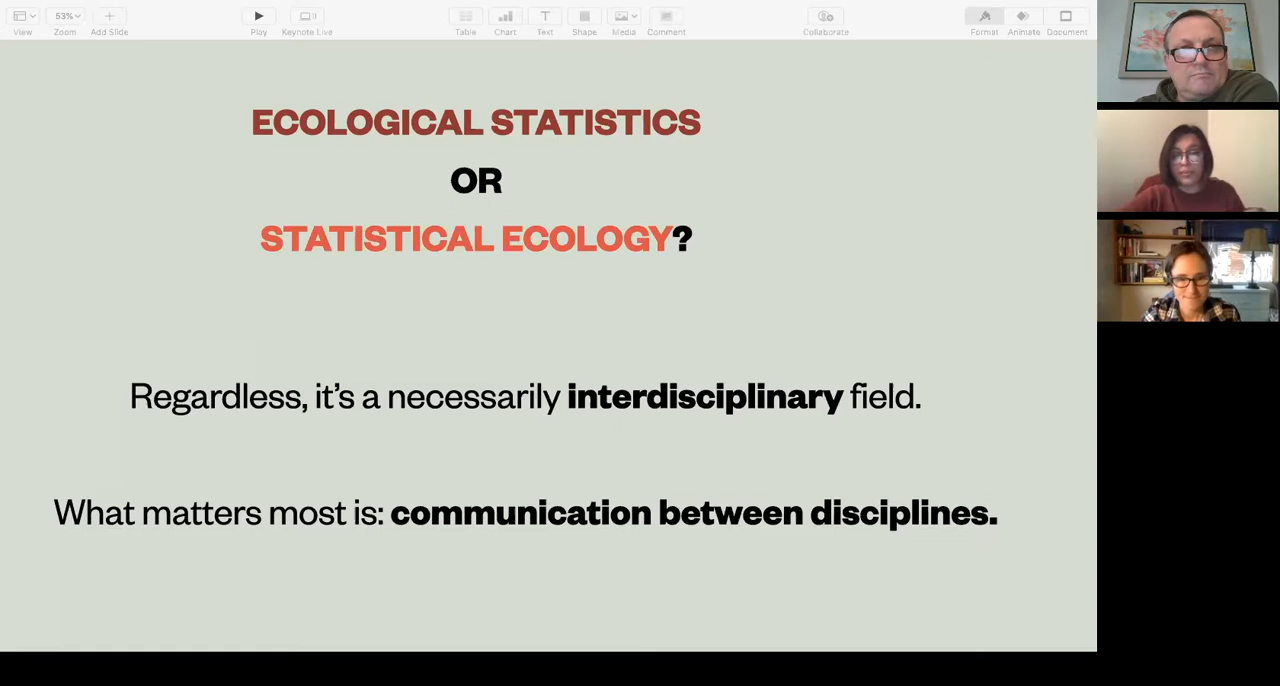 View
53%
Zoom
Add Slide
Play
Keynote Live
Table
Chart
Text
Shape
Media
Comment
Collaborate
Format
Animate
Document
ECOLOGICAL STATISTICS
OR
STATISTICAL ECOLOGY?
Regardless, it’s a necessarily interdisciplinary field.
What matters most is: communication between disciplines.